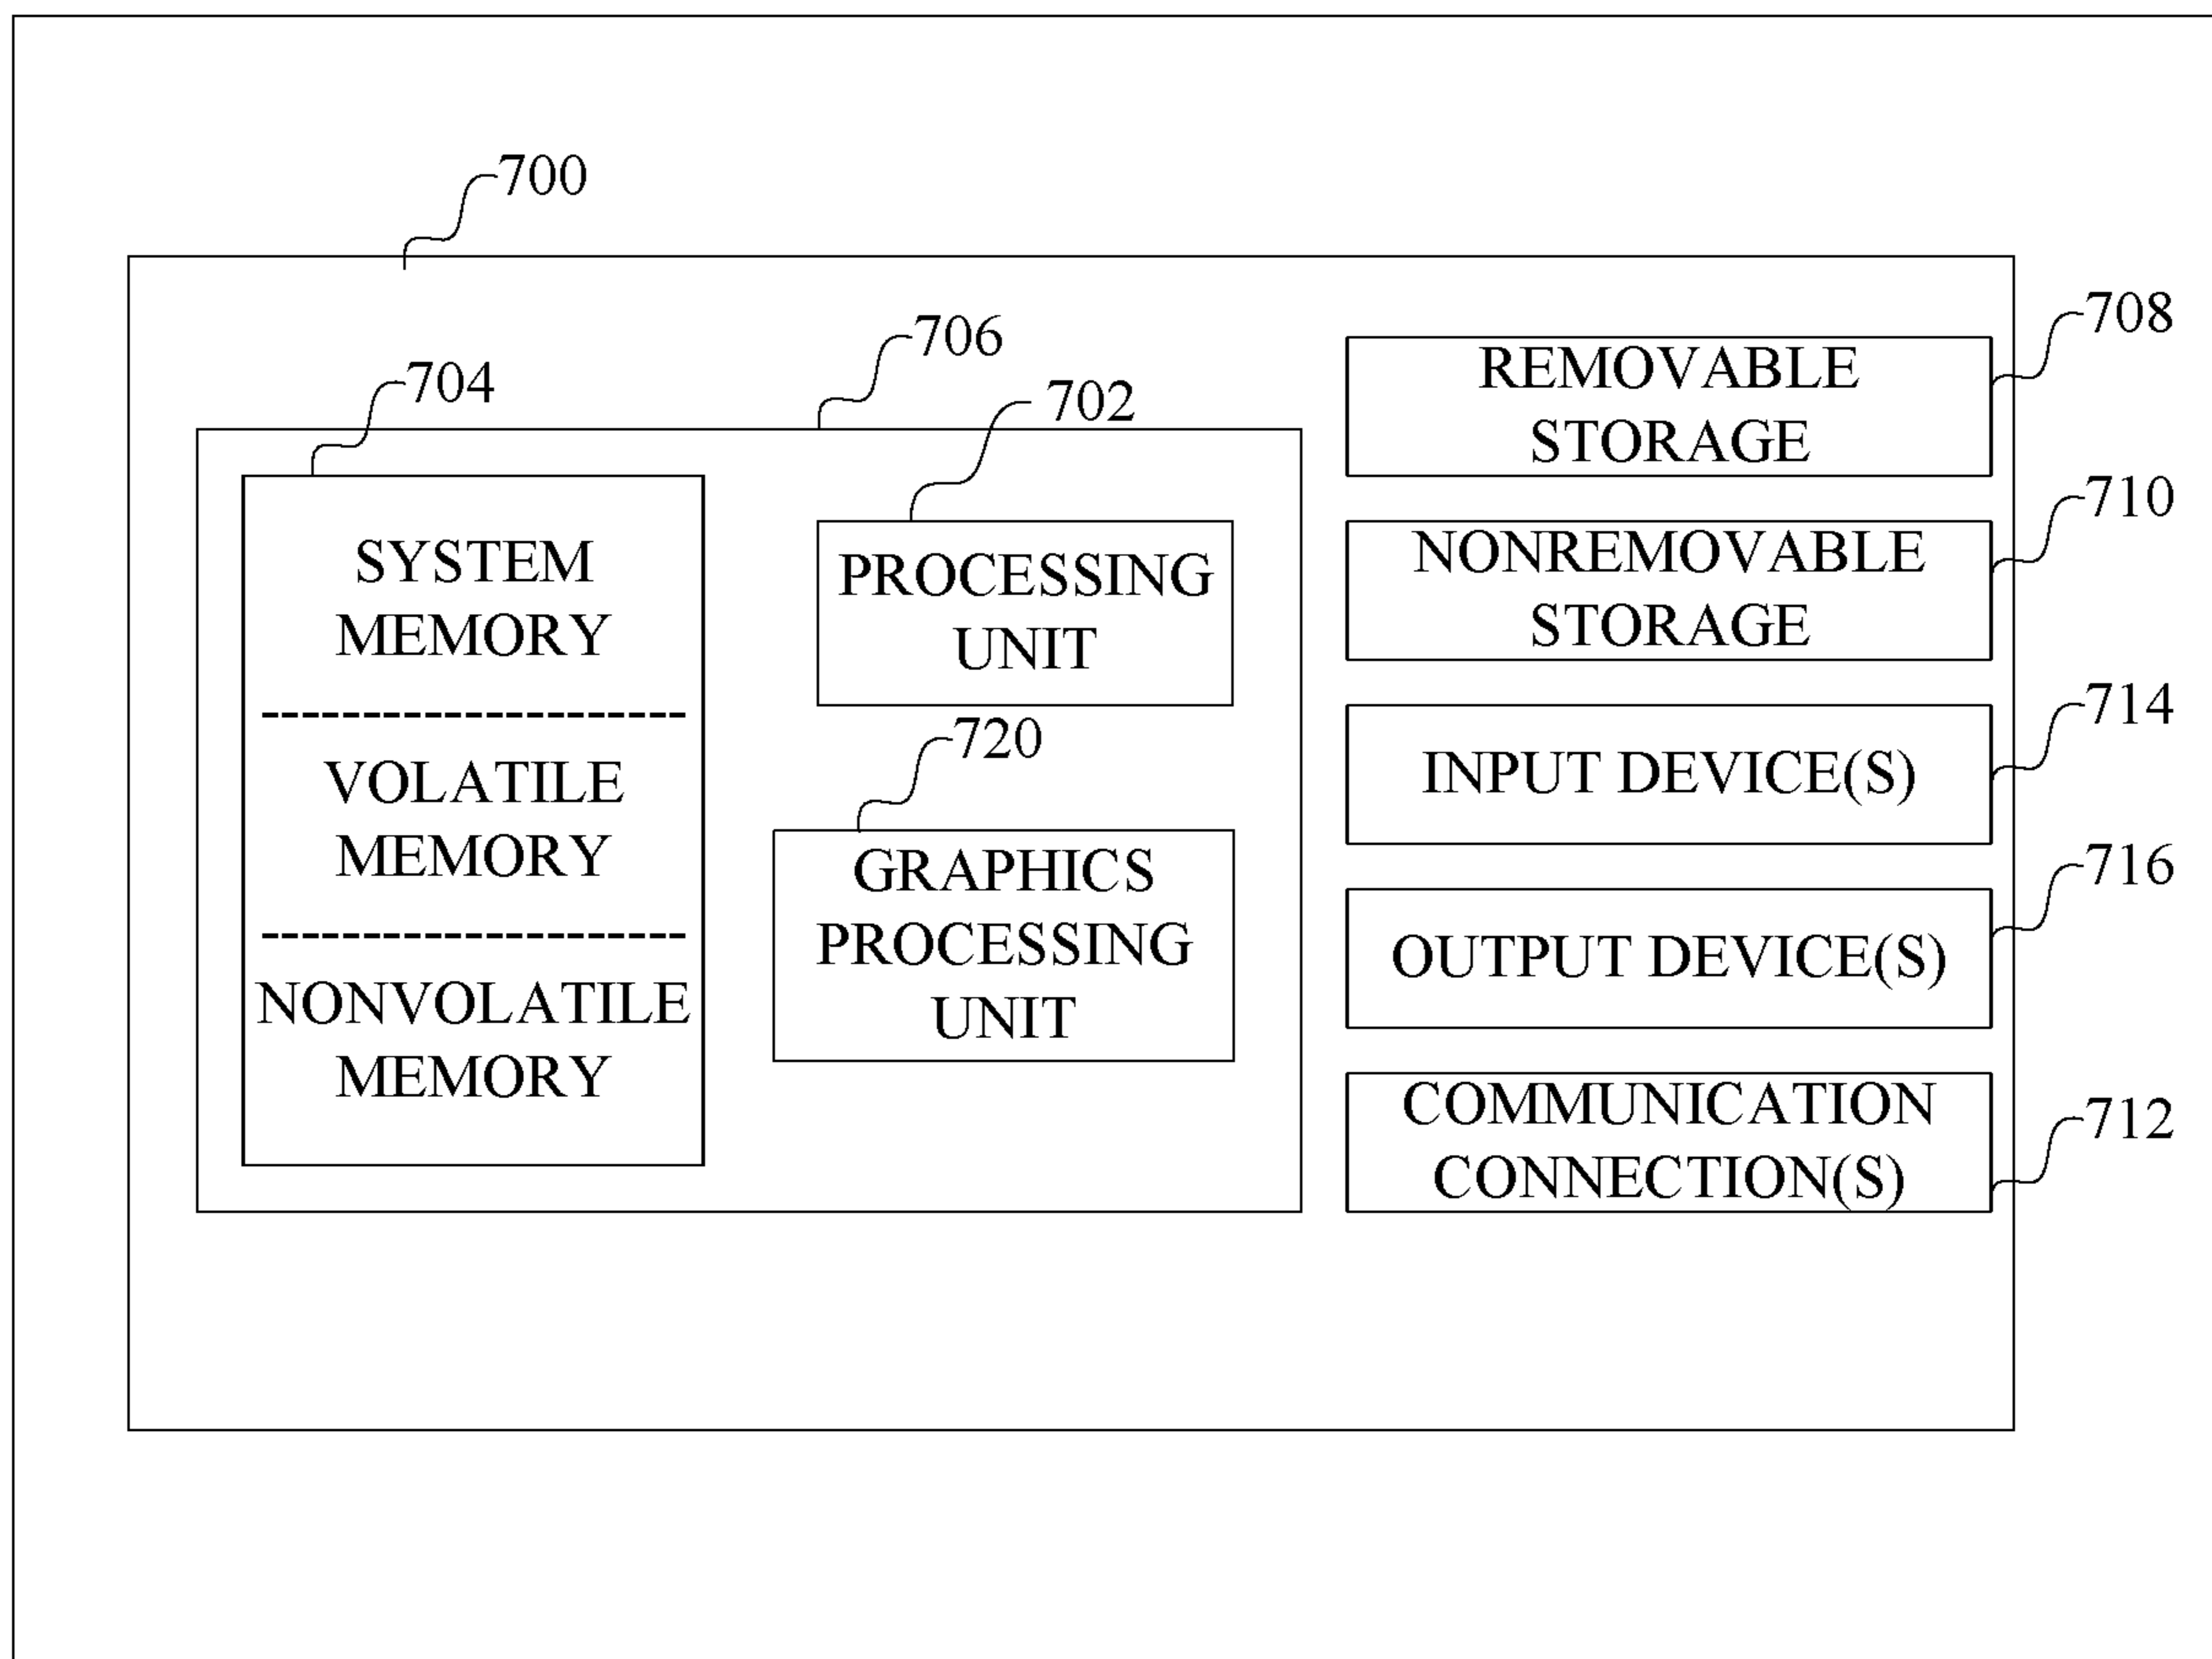 700
706
704
702
SYSTEM
MEMORY
VOLATILE
MEMORY
NONVOLATILE
MEMORY
PROCESSING
UNIT
720
GRAPHICS
PROCESSING
UNIT
708
REMOVABLE
STORAGE
710
NONREMOVABLE
STORAGE
714
INPUT DEVICE(S)
716
OUTPUT DEVICE(S)
712
COMMUNICATION
CONNECTION(S)